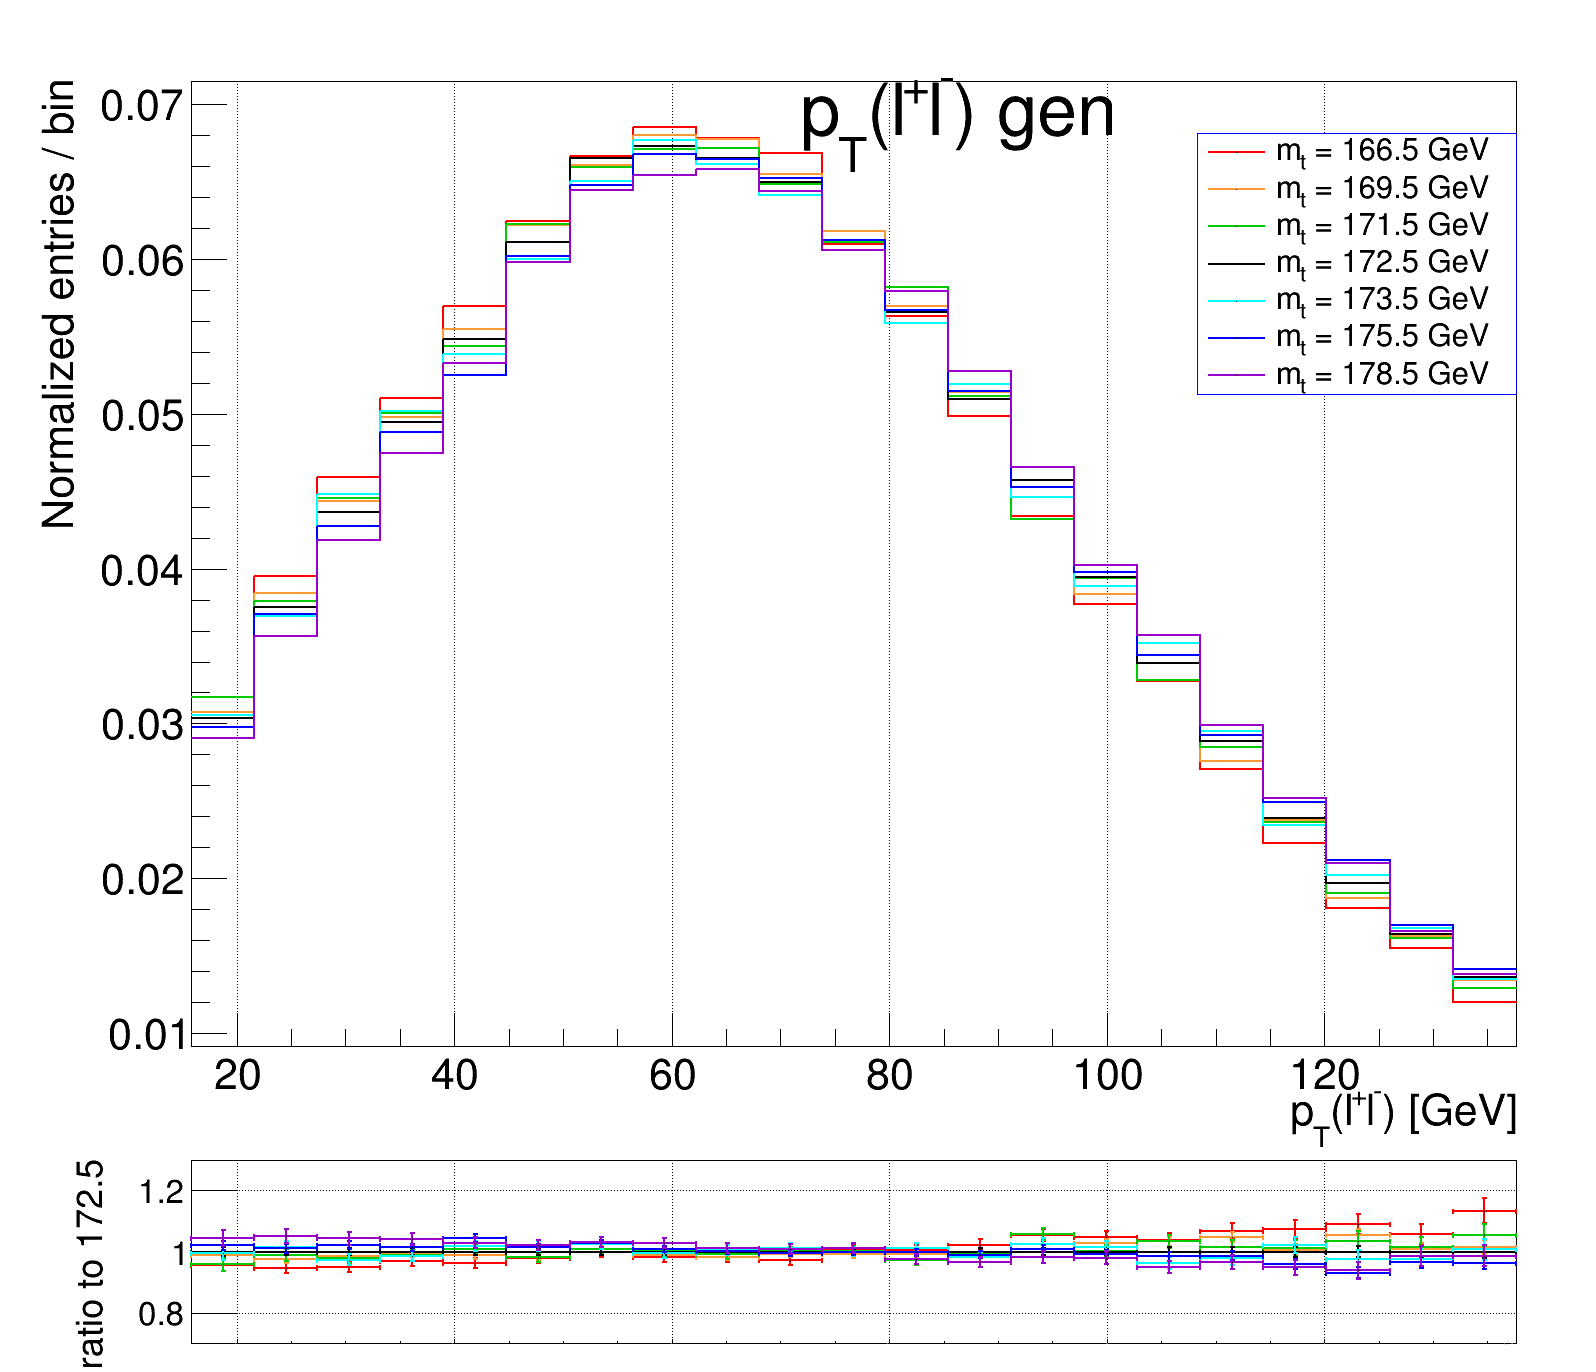 p_T(l⁺l⁻) gen
Normalized entries / bin
0.07
0.06
0.05
0.04
0.03
0.02
0.01
m_t = 166.5 GeV
m_t = 169.5 GeV
m_t = 171.5 GeV
m_t = 172.5 GeV
m_t = 173.5 GeV
m_t = 175.5 GeV
m_t = 178.5 GeV
20 40 60 80 100 120
p_T(l⁺l⁻) [GeV]
ratio to 172.5
1.2
1
0.8